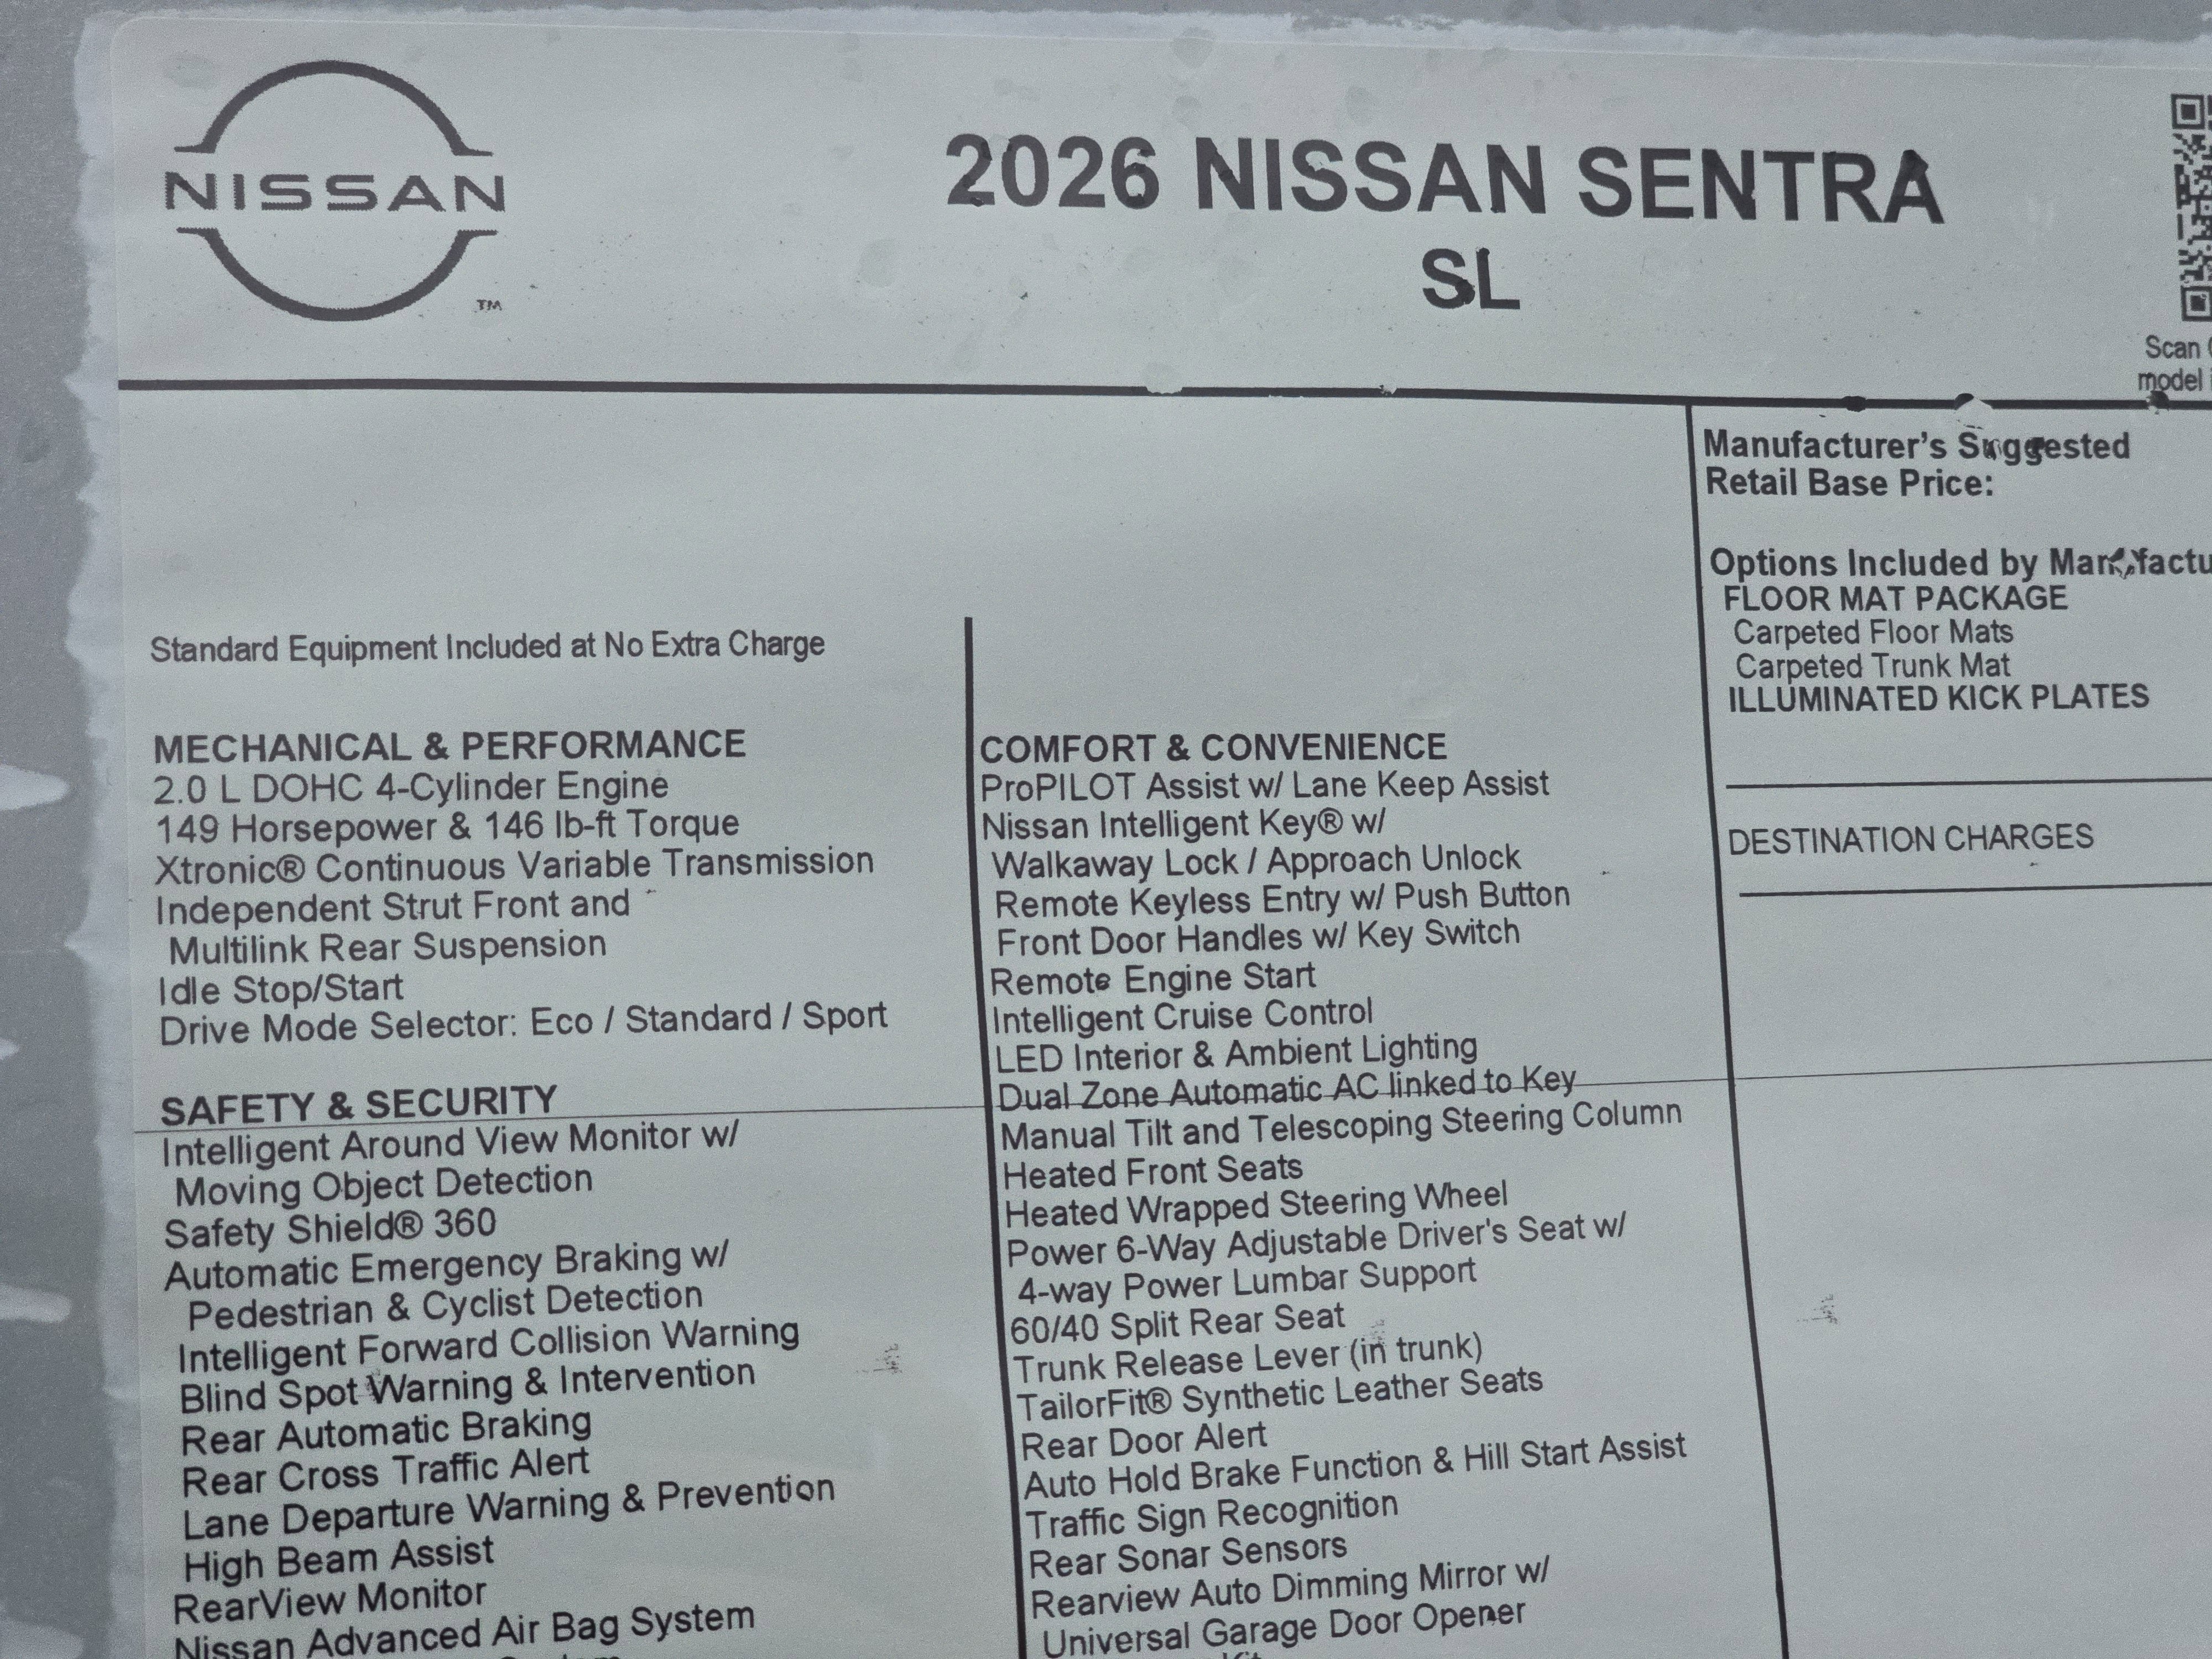 NISSAN
TM
2026 NISSAN SENTRA
SL
Scan
model
Standard Equipment Included at No Extra Charge
MECHANICAL & PERFORMANCE
2.0 L DOHC 4-Cylinder Engine
149 Horsepower & 146 lb-ft Torque
Xtronic® Continuous Variable Transmission
Independent Strut Front and
Multilink Rear Suspension
Idle Stop/Start
Drive Mode Selector: Eco / Standard / Sport
SAFETY & SECURITY
Intelligent Around View Monitor w/
Moving Object Detection
Safety Shield® 360
Automatic Emergency Braking w/
Pedestrian & Cyclist Detection
Intelligent Forward Collision Warning
Blind Spot Warning & Intervention
Rear Automatic Braking
Rear Cross Traffic Alert
Lane Departure Warning & Prevention
High Beam Assist
RearView Monitor
Nissan Advanced Air Bag System
COMFORT & CONVENIENCE
ProPILOT Assist w/ Lane Keep Assist
Nissan Intelligent Key® w/
Walkaway Lock / Approach Unlock
Remote Keyless Entry w/ Push Button
Front Door Handles w/ Key Switch
Remote Engine Start
Intelligent Cruise Control
LED Interior & Ambient Lighting
Dual Zone Automatic AC linked to Key
Manual Tilt and Telescoping Steering Column
Heated Front Seats
Heated Wrapped Steering Wheel
Power 6-Way Adjustable Driver's Seat w/
4-way Power Lumbar Support
60/40 Split Rear Seat
Trunk Release Lever (in trunk)
TailorFit® Synthetic Leather Seats
Rear Door Alert
Auto Hold Brake Function & Hill Start Assist
Traffic Sign Recognition
Rear Sonar Sensors
Rearview Auto Dimming Mirror w/
Universal Garage Door Opener
Manufacturer's Suggested
Retail Base Price:
Options Included by Manufactu
FLOOR MAT PACKAGE
Carpeted Floor Mats
Carpeted Trunk Mat
ILLUMINATED KICK PLATES
DESTINATION CHARGES